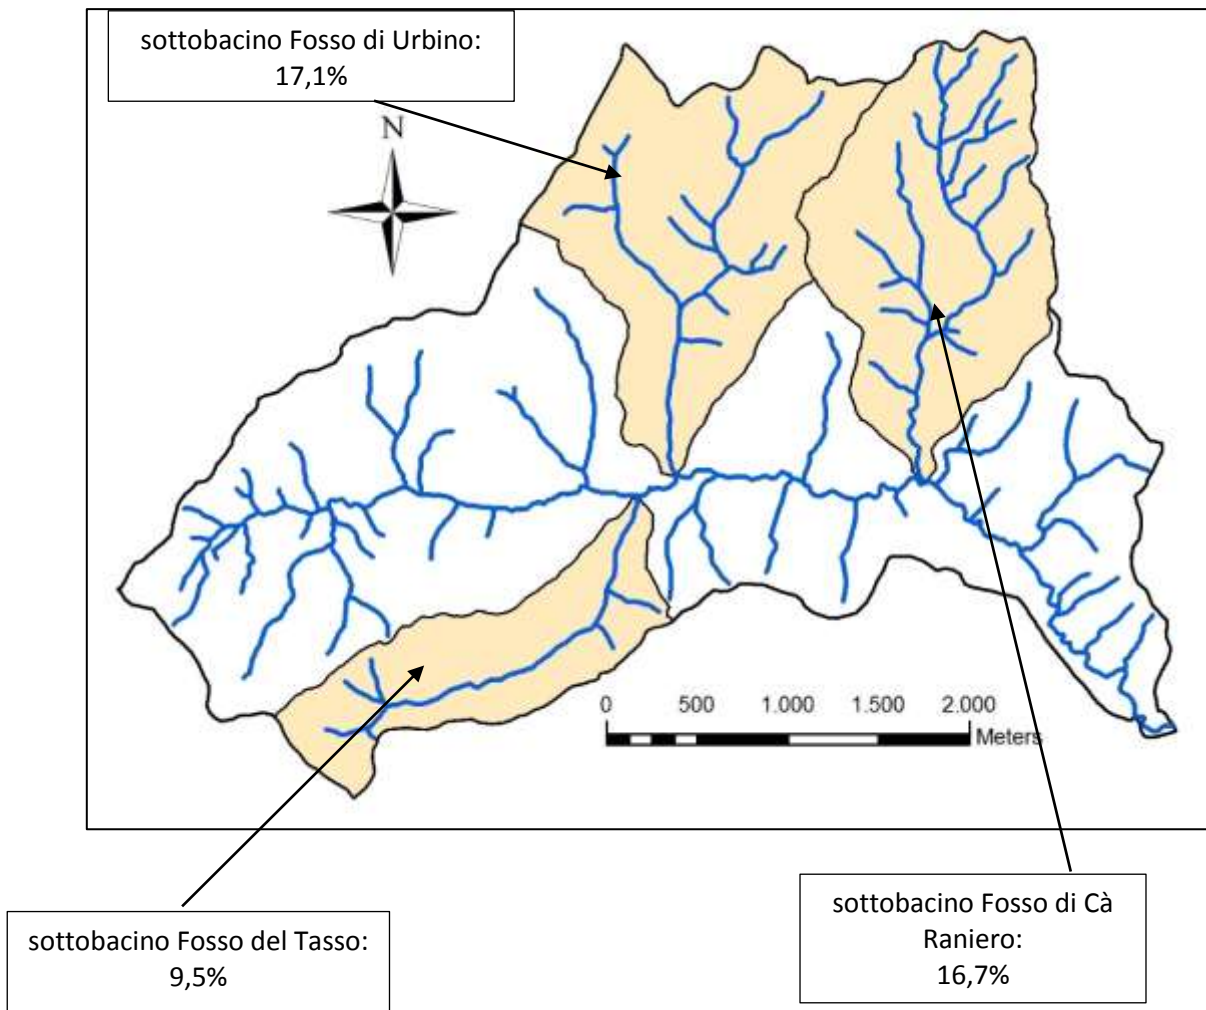 sottobacino Fosso di Urbino:
17,1%
N
0 500 1.000 1.500 2.000
Meters
sottobacino Fosso del Tasso:
9,5%
sottobacino Fosso di Cà
Raniero:
16,7%